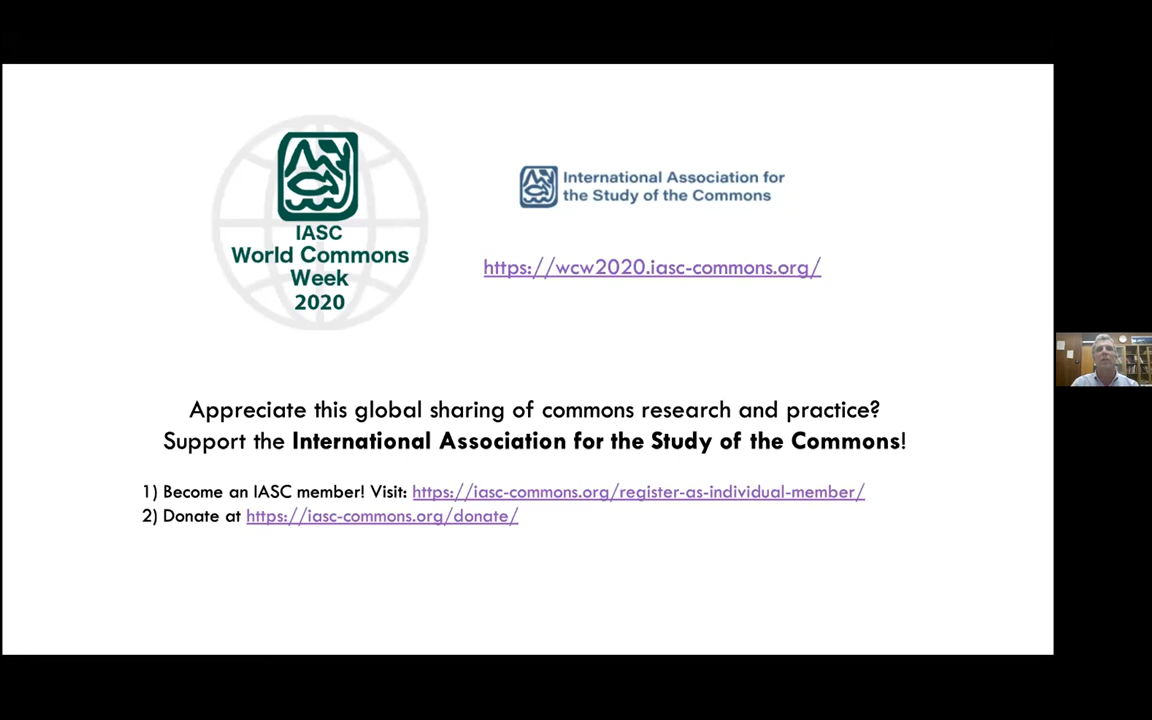 IASC
World Commons
Week
2020
International Association for
the Study of the Commons
https://wcw2020.iasc-commons.org/
Appreciate this global sharing of commons research and practice?
Support the International Association for the Study of the Commons!
1) Become an IASC member! Visit: https://iasc-commons.org/register-as-individual-member/
2) Donate at https://iasc-commons.org/donate/